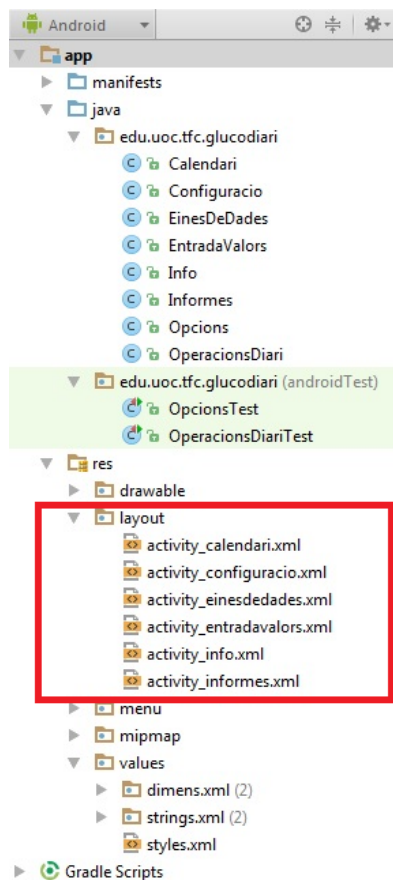 Android
app
manifests
java
edu.uoc.tfc.glucodiari
Calendari
Configuracio
EinesDeDades
EntradaValors
Info
Informes
Opcions
OperacionsDiari
edu.uoc.tfc.glucodiari (androidTest)
OpcionsTest
OperacionsDiariTest
res
drawable
layout
activity_calendari.xml
activity_configuracio.xml
activity_einesdedades.xml
activity_entradavalors.xml
activity_info.xml
activity_informes.xml
menu
mipmap
values
dimens.xml (2)
strings.xml (2)
styles.xml
Gradle Scripts